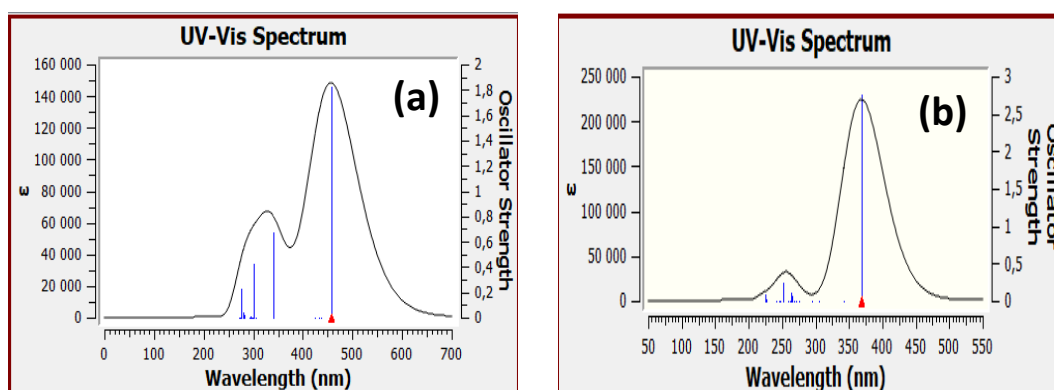 UV-Vis Spectrum
(a)
160 000
140 000
120 000
100 000
80 000
60 000
40 000
20 000
0
ε
2
1,8
1,6
1,4
1,2
1
0,8
0,6
0,4
0,2
0
Oscillator Strength
0 100 200 300 400 500 600 700
Wavelength (nm)
UV-Vis Spectrum
(b)
250 000
200 000
150 000
100 000
50 000
0
ε
3
2,5
2
1,5
1
0,5
0
Oscillator
Strength
50 100 150 200 250 300 350 400 450 500 550
Wavelength (nm)